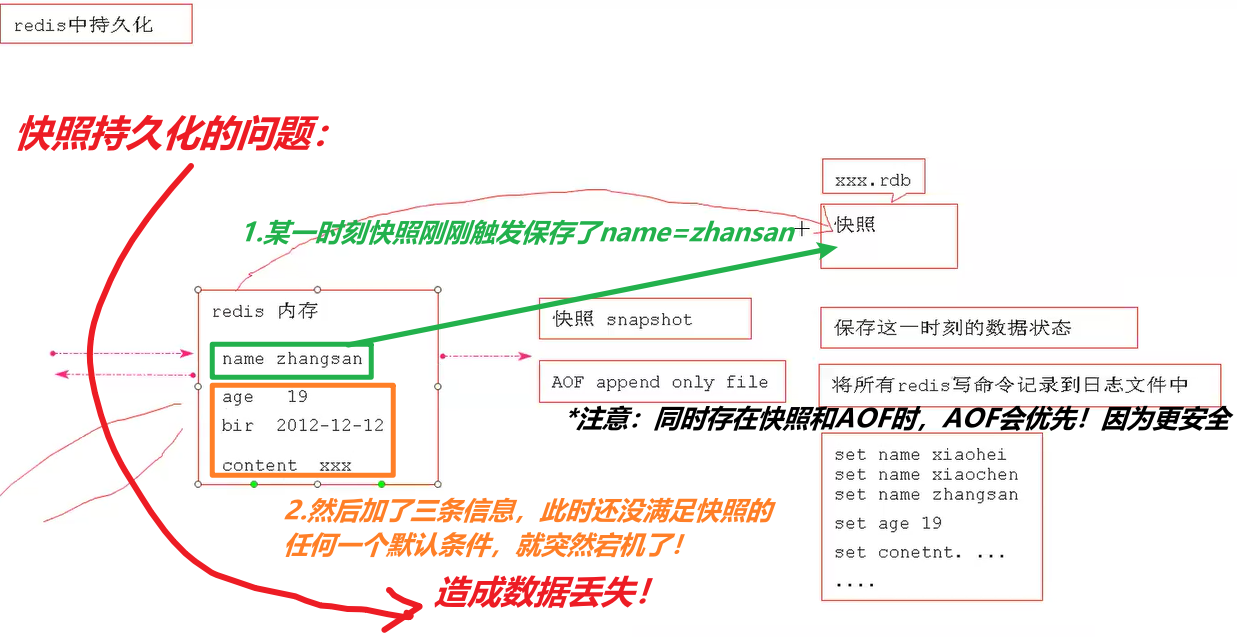 redis中持久化
快照持久化的问题：
xxx.rdb
1.某一时刻快照刚刚触发保存了name=zhansan
快照
redis 内存
快照 snapshot
保存这一时刻的数据状态
name zhangsan
AOF append only file
将所有redis写命令记录到日志文件中
age 19
*注意：同时存在快照和AOF时，AOF会优先！因为更安全
bir 2012-12-12
content xxx
set name xiaohei
set name xiaochen
set name zhangsan
set age 19
set conetnt. ...
....
2.然后加了三条信息，此时还没满足快照的
任何一个默认条件，就突然宕机了！
造成数据丢失！